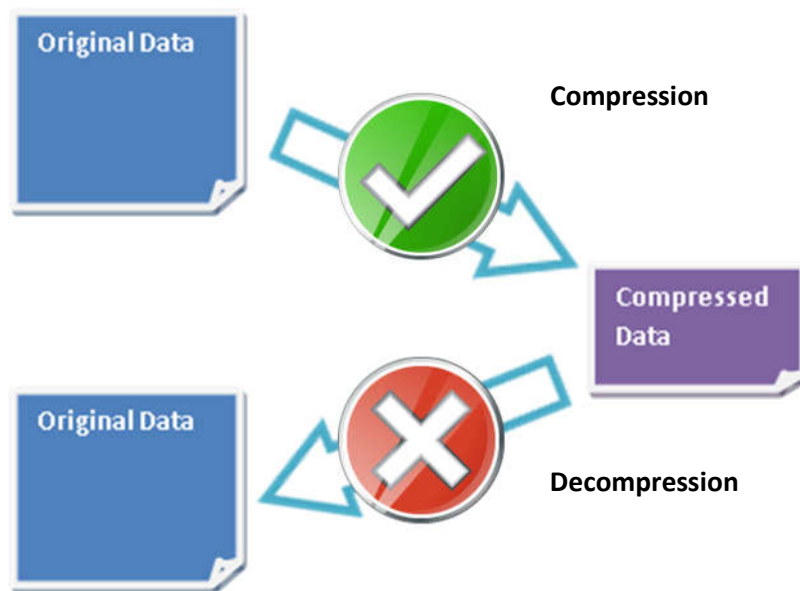 Original Data
Compression
Compressed
Data
Original Data
Decompression